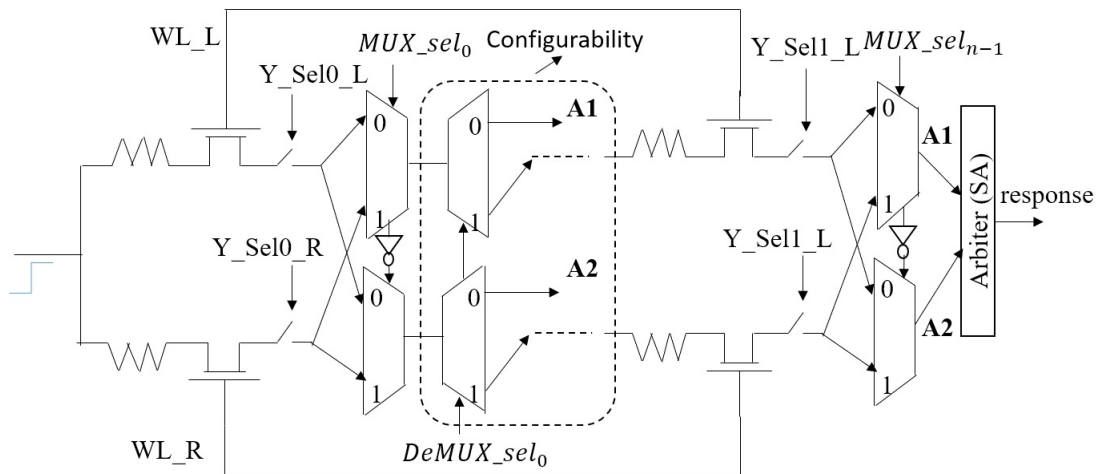 WL_L
MUX_sel₀
Configurability
Y_Sel1_L
MUX_selₙ₋₁
Y_Sel0_L
0
0
A1
0
A1
1
1
1
Arbiter (SA)
response
Y_Sel0_R
Y_Sel1_L
0
0
A2
0
A2
1
1
1
WL_R
DeMUX_sel₀